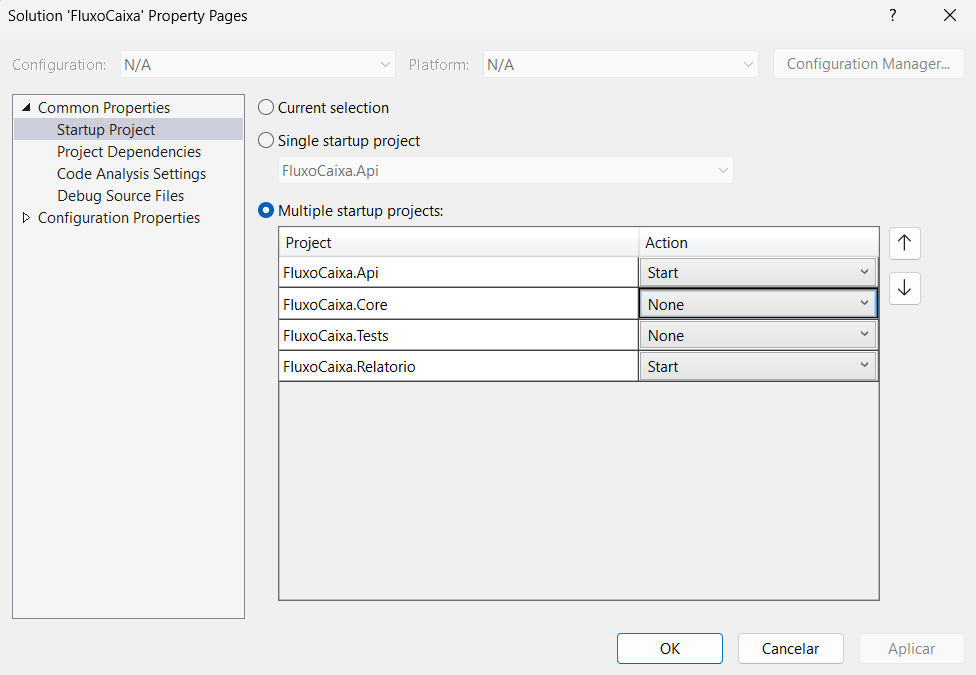 Solution 'FluxoCaixa' Property Pages
?
Configuration: N/A Platform: N/A Configuration Manager...
Common Properties
Startup Project
Project Dependencies
Code Analysis Settings
Debug Source Files
Configuration Properties
Current selection
Single startup project
FluxoCaixa.Api
Multiple startup projects:
Project Action
FluxoCaixa.Api Start
FluxoCaixa.Core None
FluxoCaixa.Tests None
FluxoCaixa.Relatorio Start
OK Cancelar Aplicar